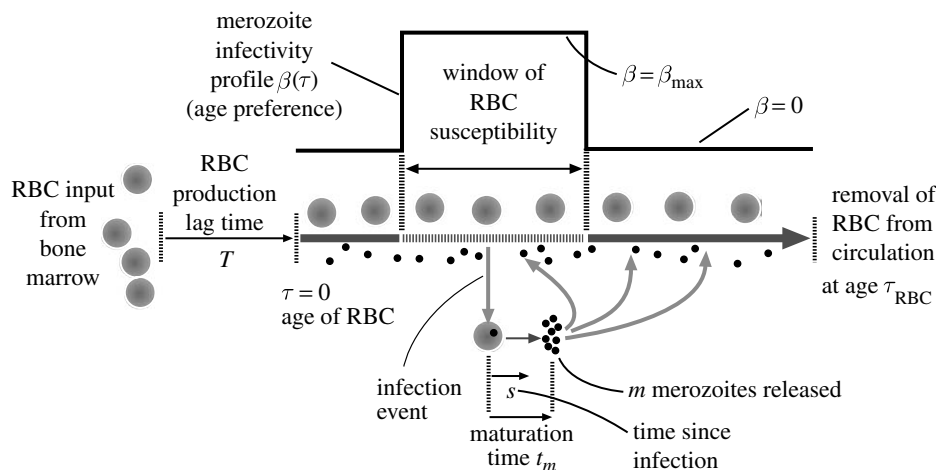 merozoite
infectivity
profile β(τ)
(age preference)
window of
RBC
susceptibility
β = βmax
β = 0
RBC input
from
bone
marrow
RBC
production
lag time
T
τ = 0
age of RBC
removal of
RBC from
circulation
at age τRBC
infection
event
s
maturation
time tm
m merozoites released
time since
infection